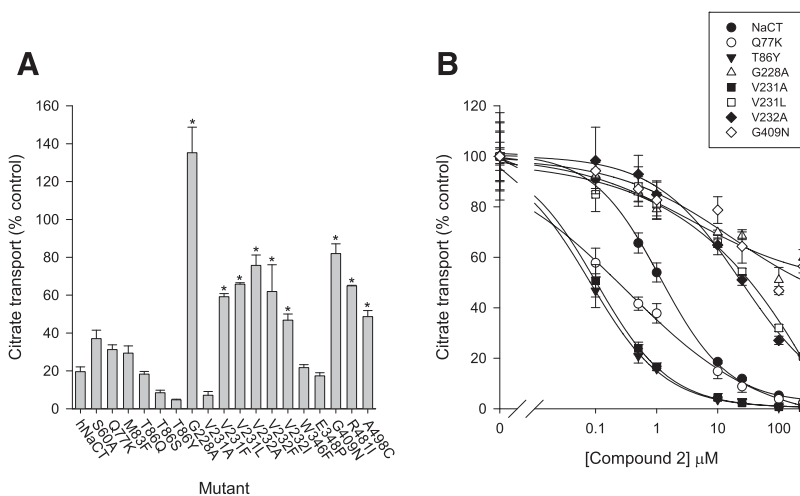 A
Citrate transport (% control)
160
140
120
100
80
60
40
20
0
*
*
*
*
*
*
*
*
*
hNaCT
S60A
Q77K
M83F
T86Q
T86S
T86Y
G228A
V231A
V231F
V231L
V232A
V232F
V232I
W346F
E348P
G409N
R481I
A498C
Mutant
B
NaCT
Q77K
T86Y
G228A
V231A
V231L
V232A
G409N
Citrate transport (% control)
120
100
80
60
40
20
0
0
0.1
1
10
100
[Compound 2] μM